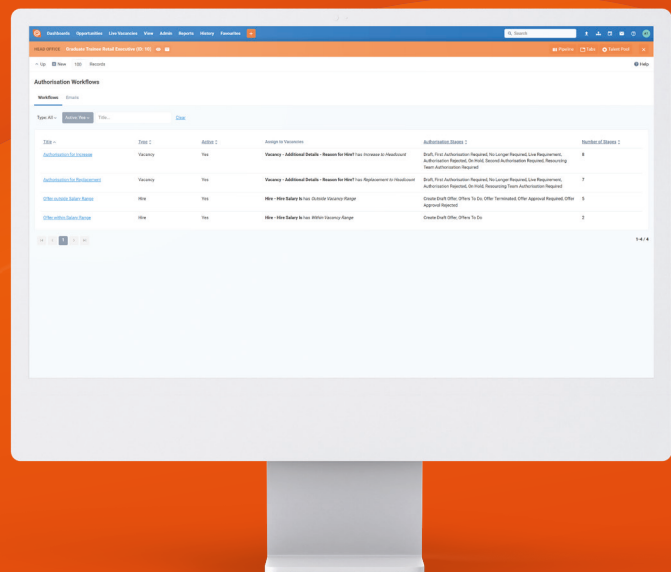 Dashboards Opportunities Live Vacancies View Admin Reports History Favourites
Search
HEAD OFFICE Graduate Trainee Retail Executive (ID: 10)
Pipeline Take Talent Pool
Up New 100 Records Help
Authorisation Workflows
Workflows Emails
Type: All Active: Yes Title... Clear
Title Type Active Assign to Vacancies Authorisation Stages Number of Stages
Authorisation for Increase Vacancy Yes Vacancy - Additional Details - Reason for Hire? has Increase to Headcount Draft, First Authorisation Required, No Longer Required, Live Requirement,
Authorisation Rejected, On Hold, Second Authorisation Required, Resourcing
Team Authorisation Required
Authorisation for Replacement Vacancy Yes Vacancy - Additional Details - Reason for Hire? has Replacement to Headcount Draft, First Authorisation Required, No Longer Required, Live Requirement, 7
Authorisation Rejected, On Hold, Resourcing Team Authorisation Required
Offer outside Salary Range Hire Yes Hire - Hire Salary is has Outside Vacancy Range Create Draft Offer, Offers To Do, Offer Terminated, Offer Approval Required, Offer 5
Approval Rejected
Offer within Salary Range Hire Yes Hire - Hire Salary is has Within Vacancy Range Create Draft Offer, Offers To Do 2
1
1-4 / 4